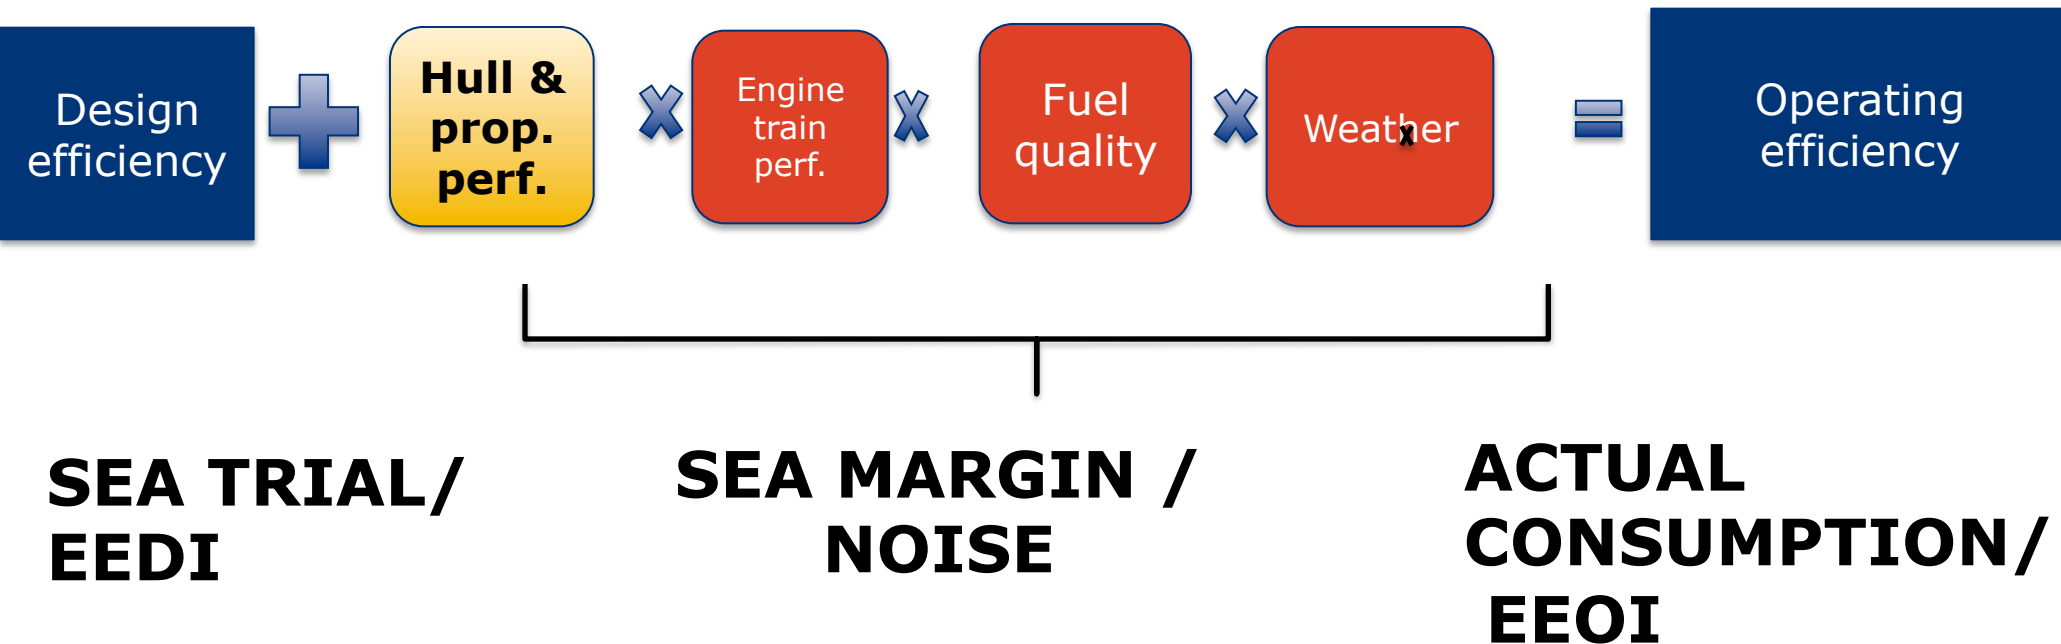 Design
efficiency
Hull &
prop.
perf.
Engine
train
perf.
Fuel
quality
Weather
x
Operating
efficiency
SEA TRIAL/
EEDI
SEA MARGIN /
NOISE
ACTUAL
CONSUMPTION/
EEOI